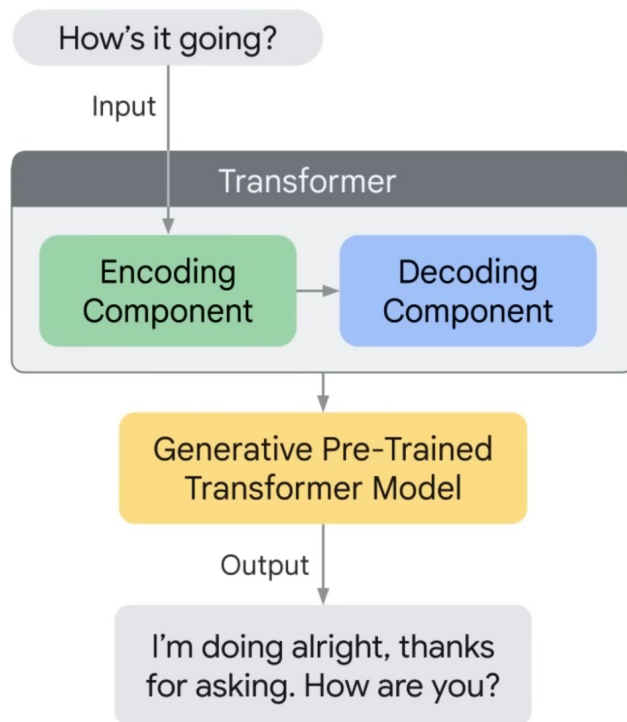 How's it going?
Input
Transformer
Encoding
Component
Decoding
Component
Generative Pre-Trained
Transformer Model
Output
I'm doing alright, thanks
for asking. How are you?